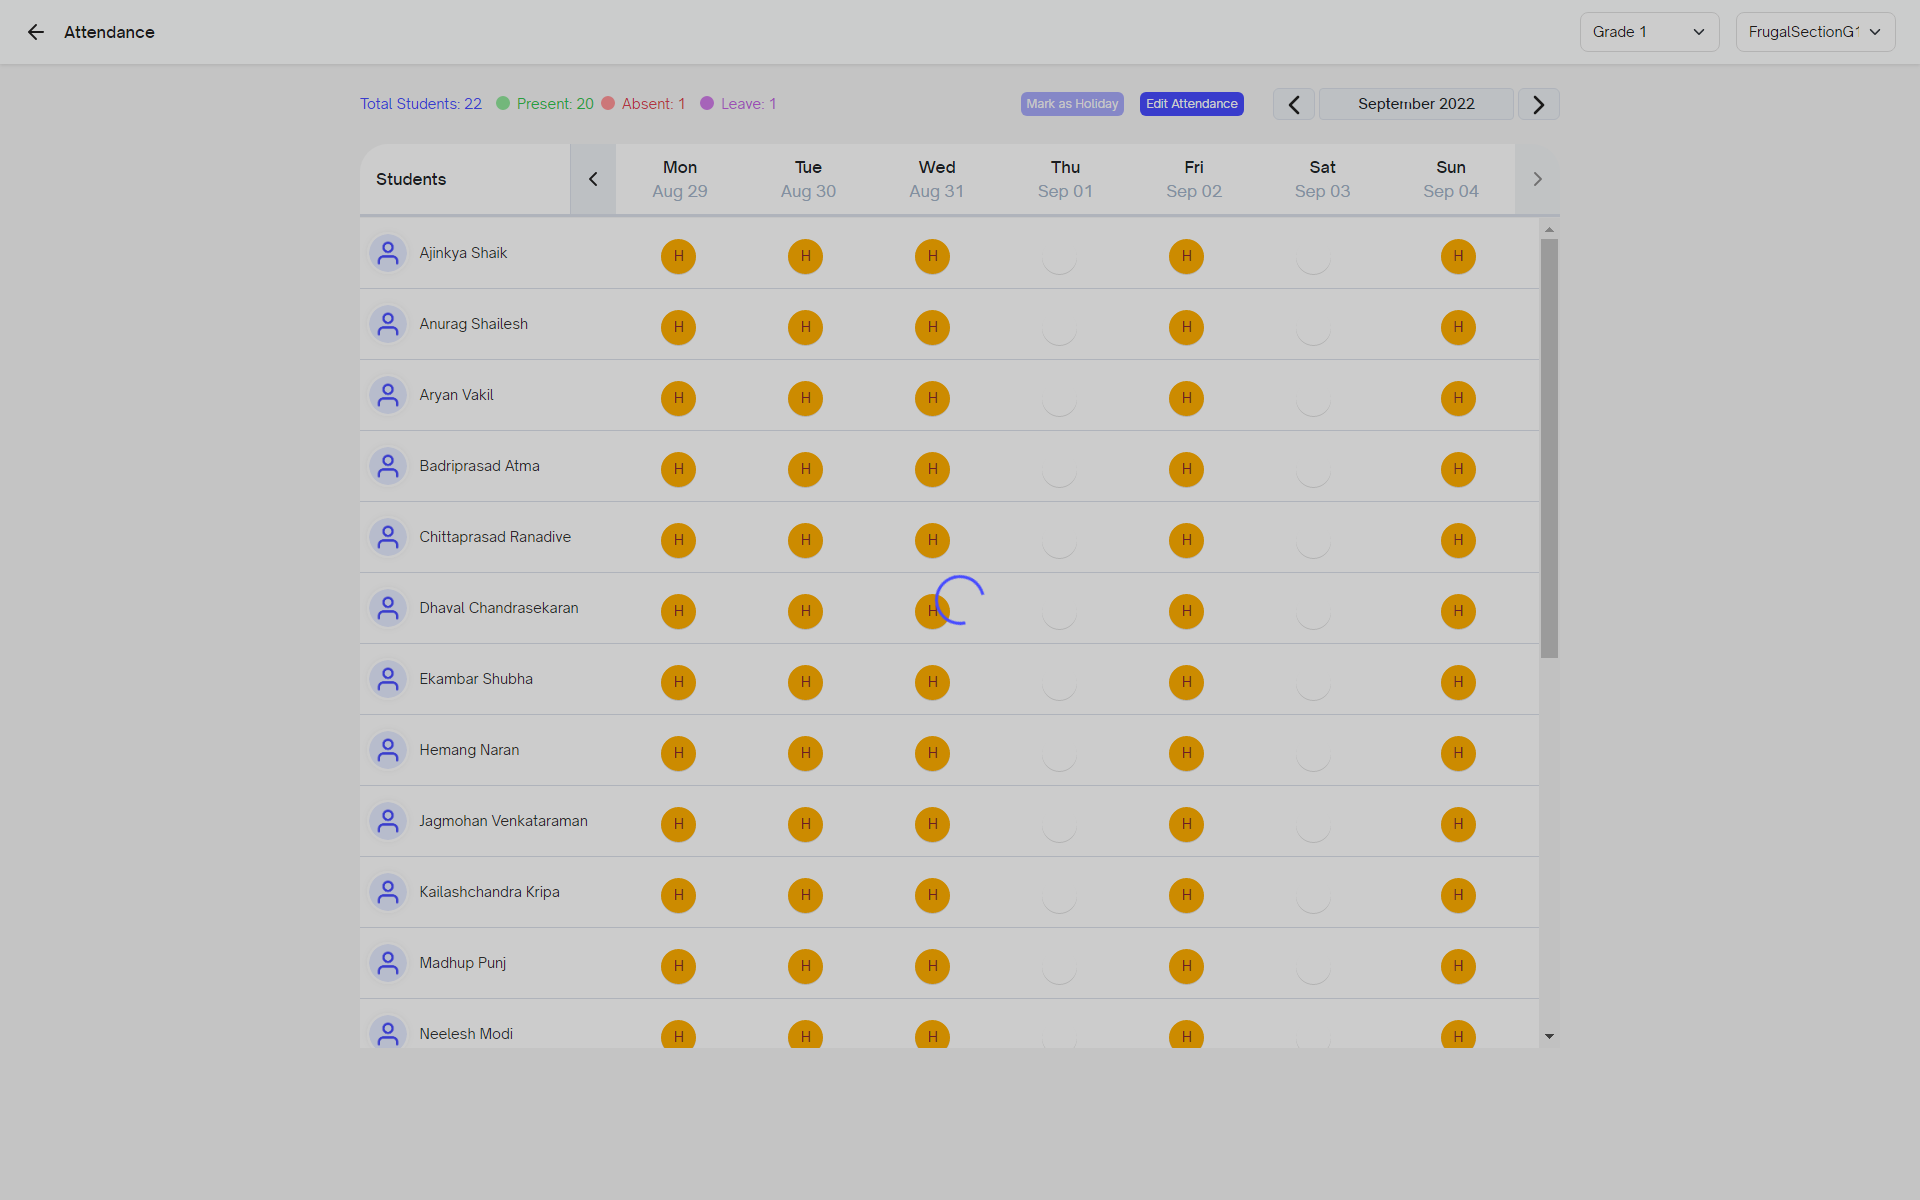 Attendance
Grade 1
FrugalSectionG1
Total Students: 22 Present: 20 Absent: 1 Leave: 1
Mark as Holiday
Edit Attendance
September 2022
Students Mon Tue Wed Thu Fri Sat Sun
Aug 29 Aug 30 Aug 31 Sep 01 Sep 02 Sep 03 Sep 04
Ajinkya Shaik H H H H H
Anurag Shailesh H H H H H
Aryan Vakil H H H H H
Badriprasad Atma H H H H H
Chittaprasad Ranadive H H H H H
Dhaval Chandrasekaran H H H H H
Ekambar Shubha H H H H H
Hemang Naran H H H H H
Jagmohan Venkataraman H H H H H
Kailashchandra Kripa H H H H H
Madhup Punj H H H H H
Neelesh Modi H H H H H